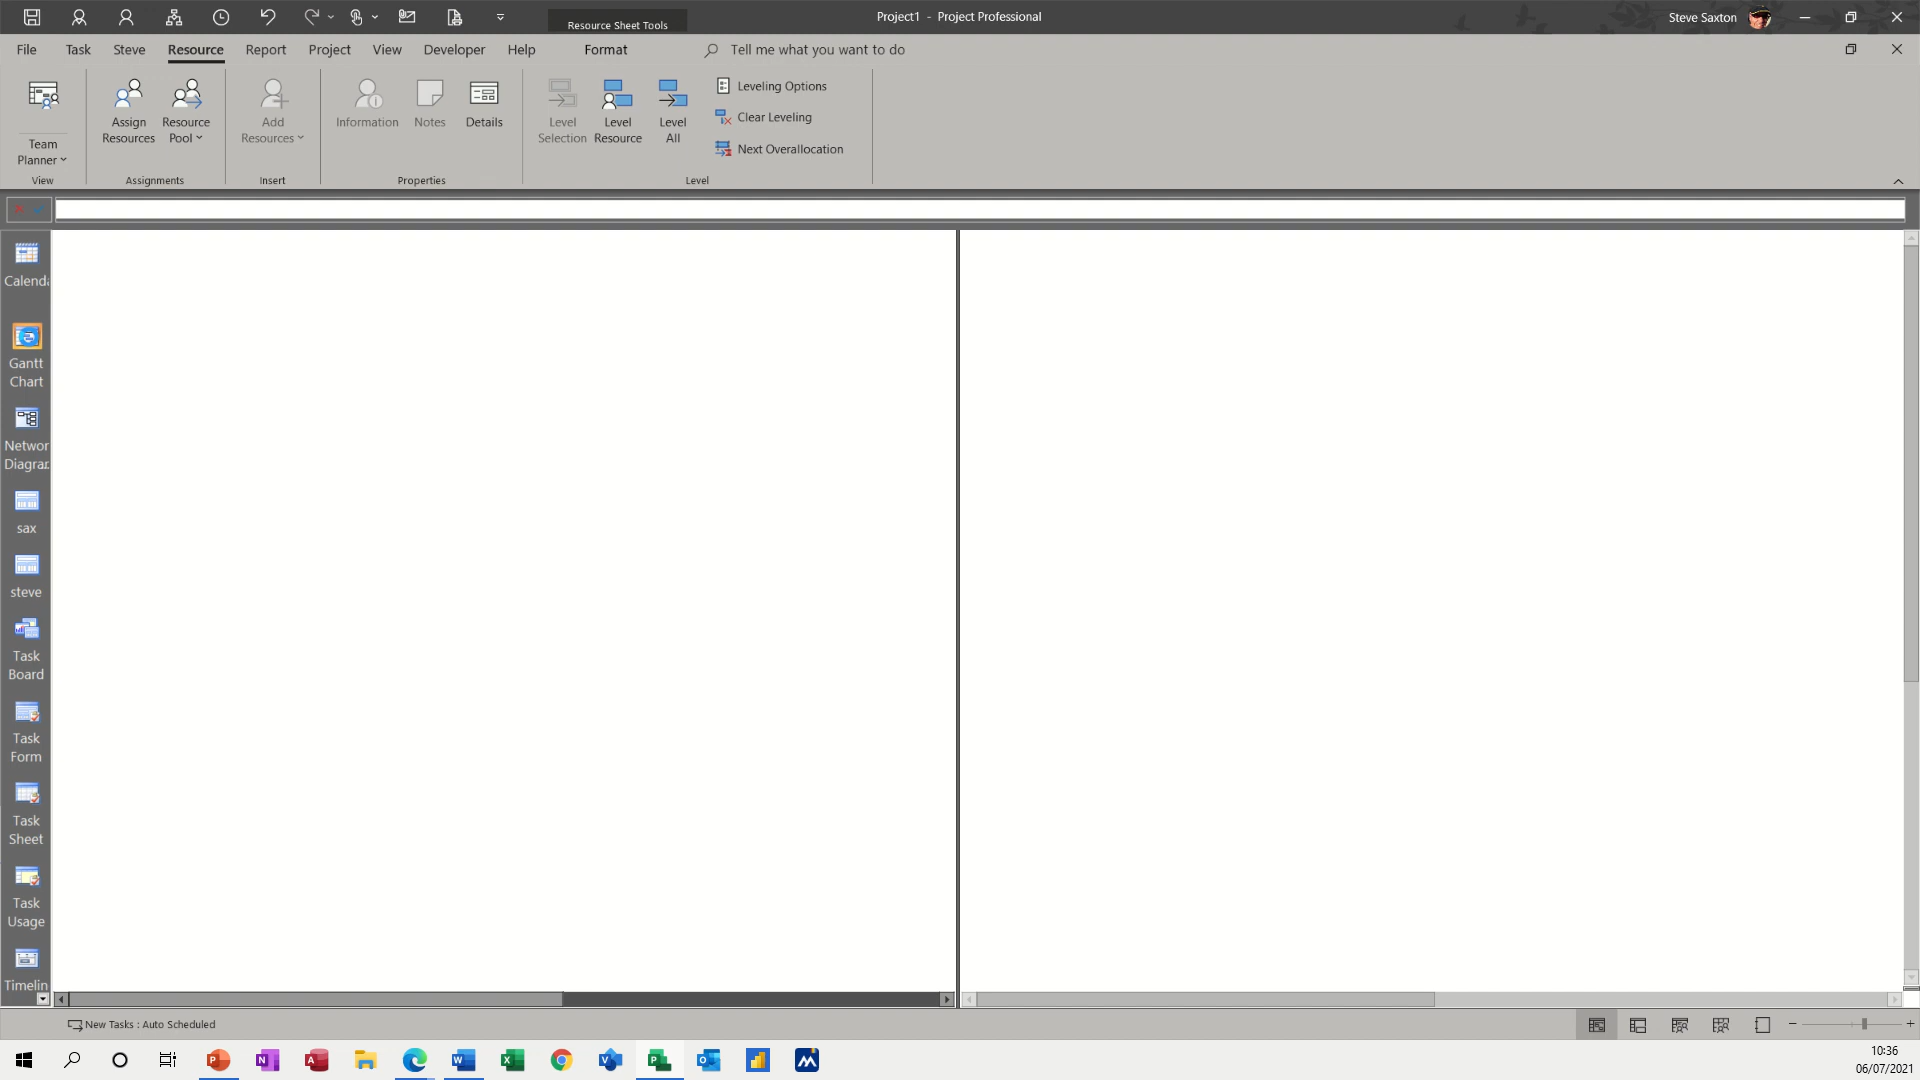 Resource Sheet Tools
Project1 - Project Professional
Steve Saxton
File Task Steve Resource Report Project View Developer Help Format Tell me what you want to do
Team Planner
View
Assign Resources
Resource Pool
Assignments
Add Resources
Insert
Information
Notes
Details
Properties
Level Selection
Level Resource
Level All
Leveling Options
Clear Leveling
Next Overallocation
Level
Calenda
Gantt
Chart
Networ
Diagrar
sax
steve
Task
Board
Task
Form
Task
Sheet
Task
Usage
Timelin
New Tasks : Auto Scheduled
10:36
06/07/2021